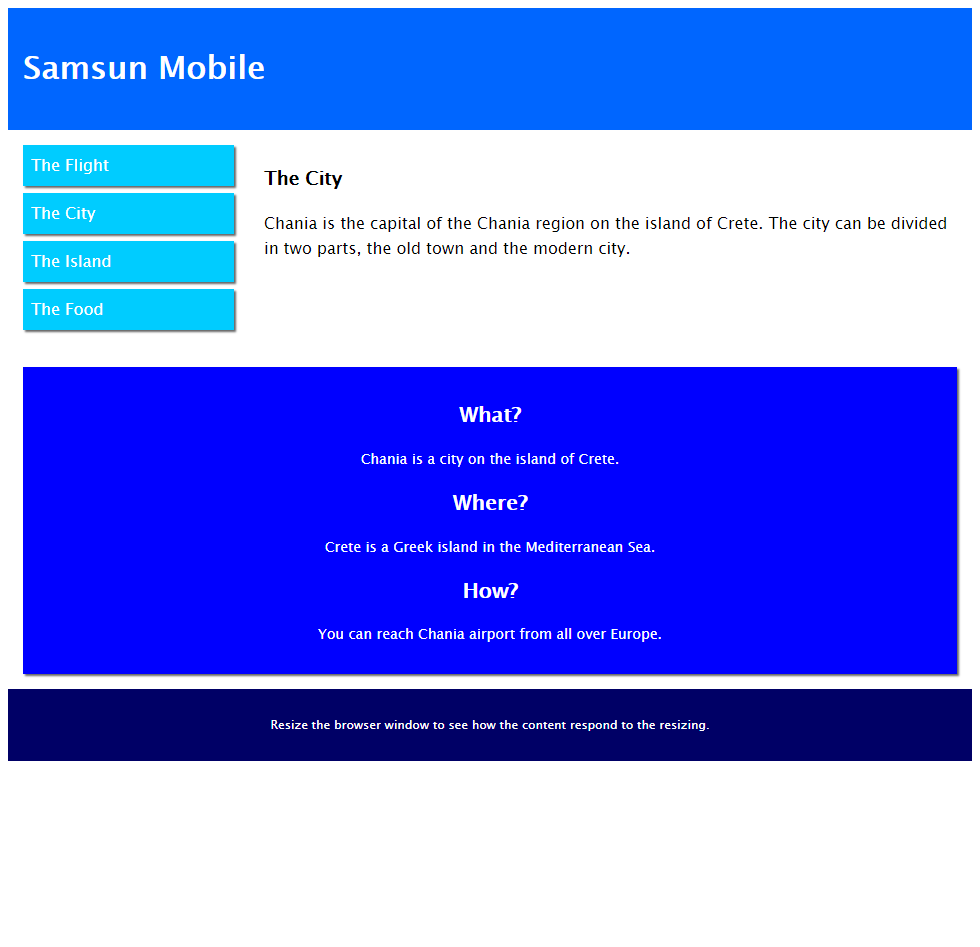 Samsun Mobile
The Flight
The City
The Island
The Food
The City
Chania is the capital of the Chania region on the island of Crete. The city can be divided
in two parts, the old town and the modern city.
What?
Chania is a city on the island of Crete.
Where?
Crete is a Greek island in the Mediterranean Sea.
How?
You can reach Chania airport from all over Europe.
Resize the browser window to see how the content respond to the resizing.